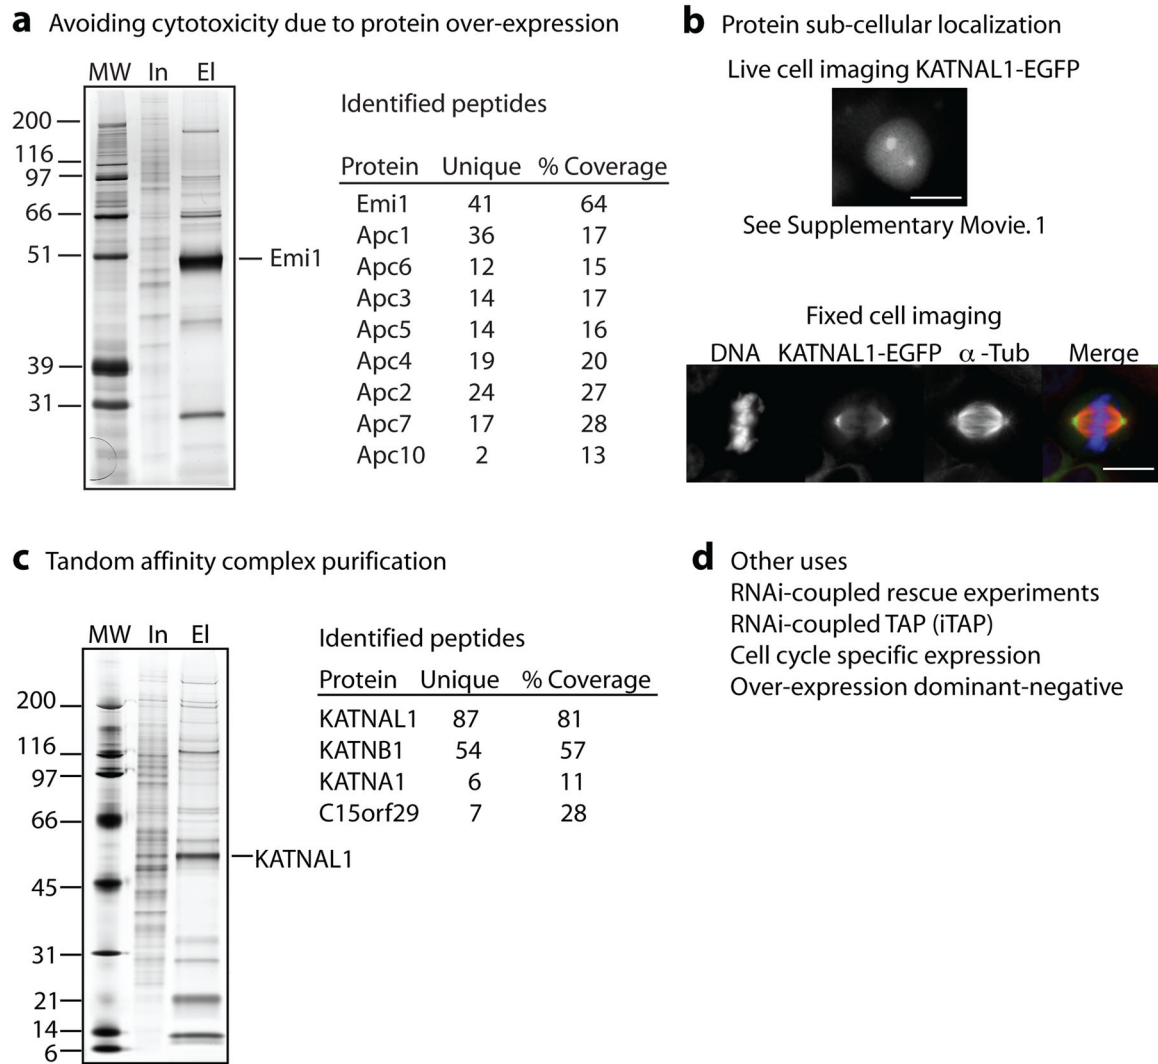 a Avoiding cytotoxicity due to protein over-expression
MW In El
200
116
97
66
51
39
31
Emi1
Identified peptides
Protein Unique % Coverage
Emi1 41 64
Apc1 36 17
Apc6 12 15
Apc3 14 17
Apc5 14 16
Apc4 19 20
Apc2 24 27
Apc7 17 28
Apc10 2 13
b Protein sub-cellular localization
Live cell imaging KATNAL1-EGFP
See Supplementary Movie. 1
Fixed cell imaging
DNA KATNAL1-EGFP α -Tub Merge
c Tandom affinity complex purification
MW In El
200
116
97
66
45
31
21
14
6
KATNAL1
Identified peptides
Protein Unique % Coverage
KATNAL1 87 81
KATNB1 54 57
KATNA1 6 11
C15orf29 7 28
d Other uses
RNAi-coupled rescue experiments
RNAi-coupled TAP (iTAP)
Cell cycle specific expression
Over-expression dominant-negative